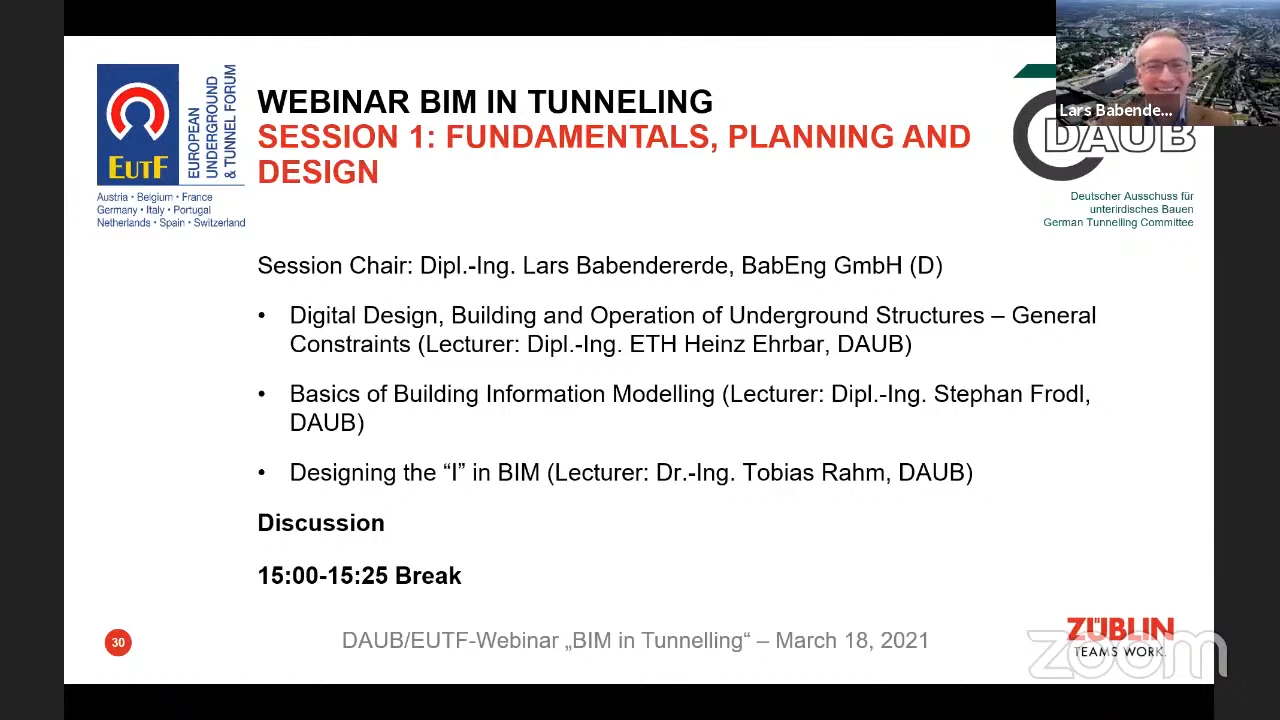 EUTF
EUROPEAN
UNDERGROUND
& TUNNEL FORUM
Austria • Belgium • France
Germany • Italy • Portugal
Netherlands • Spain • Switzerland
WEBINAR BIM IN TUNNELING
SESSION 1: FUNDAMENTALS, PLANNING AND
DESIGN
Lars Babende...
DAUB
Deutscher Ausschuss für
unterirdisches Bauen
German Tunnelling Committee
Session Chair: Dipl.-Ing. Lars Babendererde, BabEng GmbH (D)
• Digital Design, Building and Operation of Underground Structures – General
Constraints (Lecturer: Dipl.-Ing. ETH Heinz Ehrbar, DAUB)
• Basics of Building Information Modelling (Lecturer: Dipl.-Ing. Stephan Frodl,
DAUB)
• Designing the “I” in BIM (Lecturer: Dr.-Ing. Tobias Rahm, DAUB)
Discussion
15:00-15:25 Break
30
DAUB/EUTF-Webinar „BIM in Tunnelling“ – March 18, 2021
ZÜBLIN
TEAMS WORK.
zoom